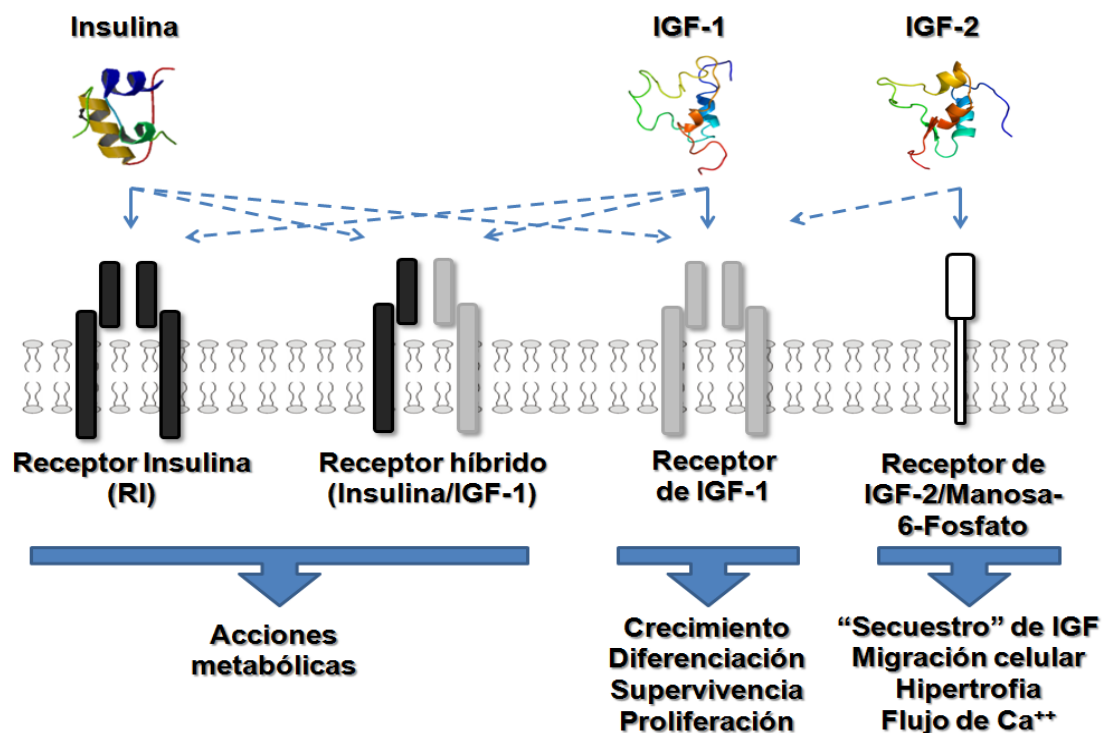 Insulina
IGF-1
IGF-2
Receptor Insulina
(RI)
Receptor híbrido
(Insulina/IGF-1)
Receptor
de IGF-1
Receptor de
IGF-2/Manosa-
6-Fosfato
Acciones
metabólicas
Crecimiento
Diferenciación
Supervivencia
Proliferación
“Secuestro” de IGF
Migración celular
Hipertrofia
Flujo de Ca⁺⁺